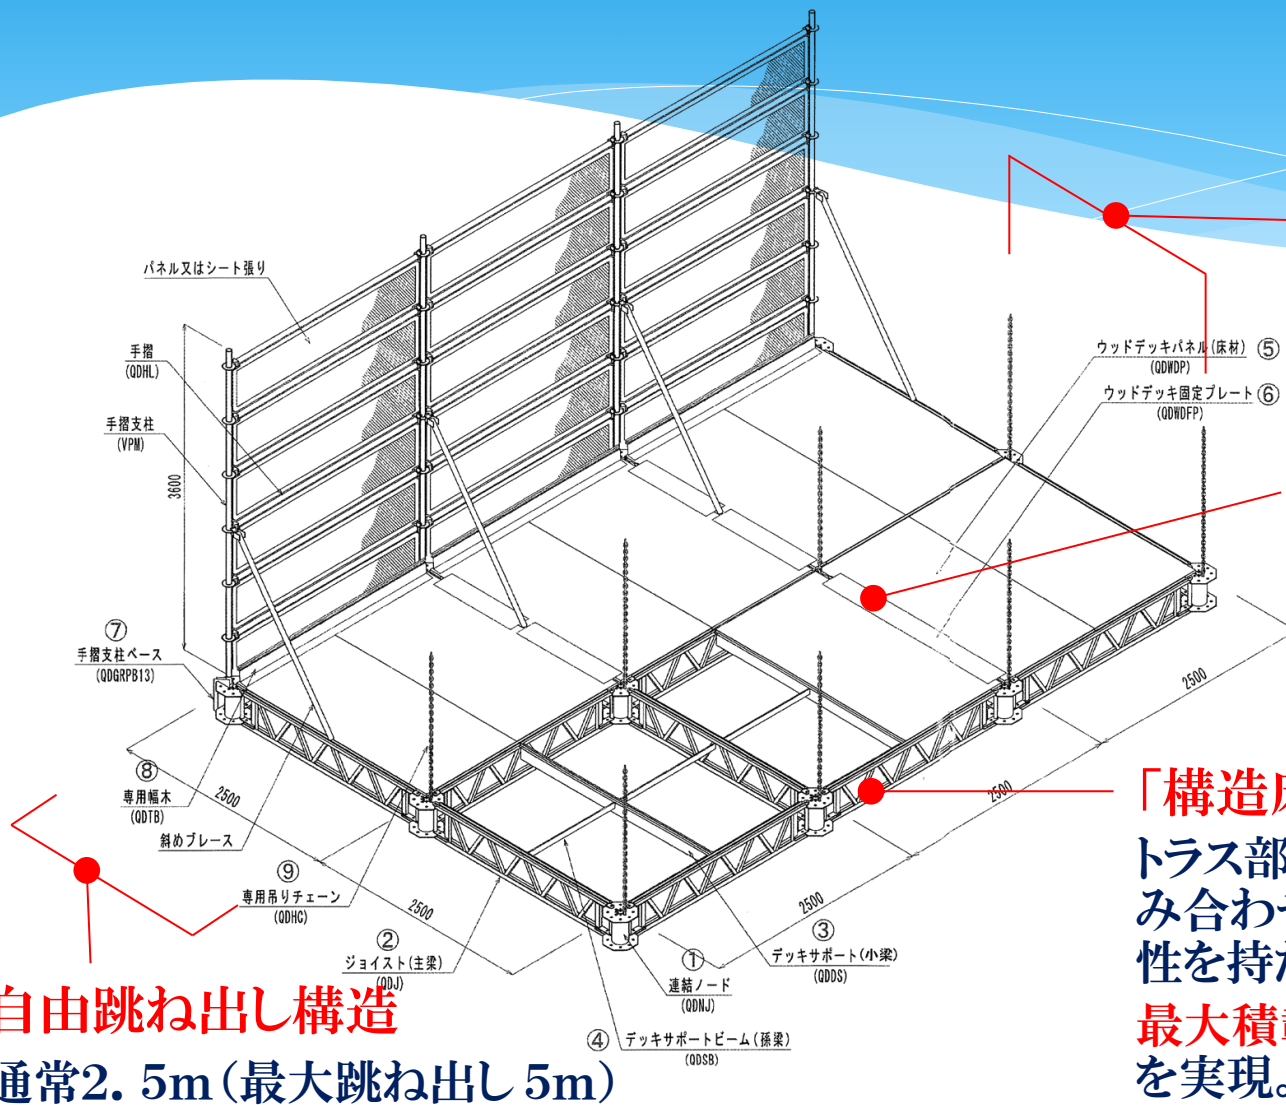 パネル又はシート張り
手摺
(QDHL)
手摺支柱
(VPM)
3600
ウッドデッキパネル(床材) ⑤
(QDWDP)
ウッドデッキ固定プレート ⑥
(QDWDFP)
⑦
手摺支柱ベース
(QDGRPB13)
⑧
専用幅木
(QDTB)
斜めブレース
2500
⑨
専用吊りチェーン
(QDHC)
2500
②
ジョイスト(主梁)
(QDJ)
①
連結ノード
(QDNJ)
③
デッキサポート(小梁)
(QDDS)
④ デッキサポートビーム(孫梁)
(QDSB)
2500
2500
2500
自由跳ね出し構造
通常2.5m(最大跳ね出し5m)
「構造
トラス部
み合わせ
性を持た
最大積載
を実現。